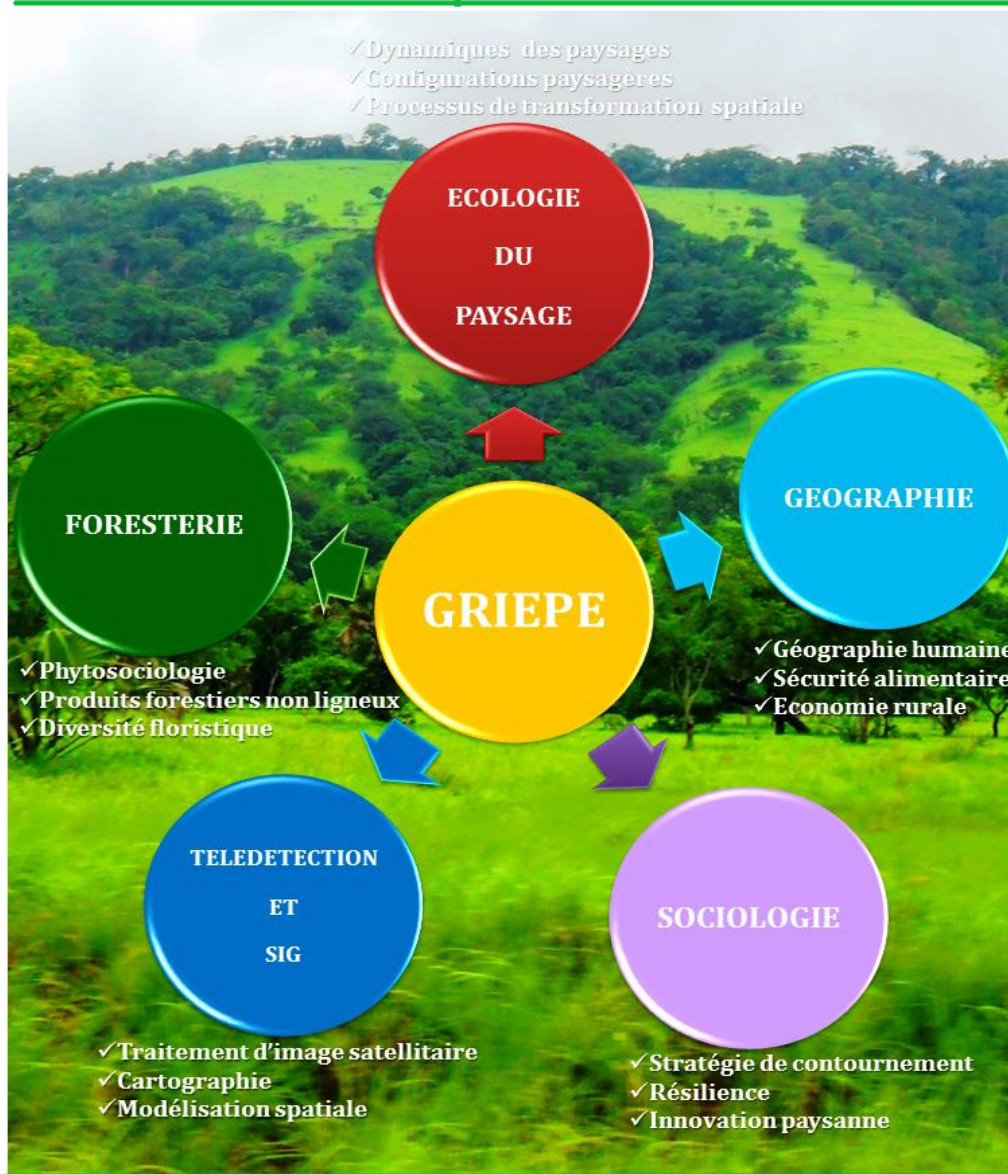 ✓Dynamiques des paysages
✓Configurations paysagères
✓Processus de transformation spatiale
ECOLOGIE
DU
PAYSAGE
FORESTERIE
✓Phytosociologie
✓Produits forestiers non ligneux
✓Diversité floristique
GEOGRAPHIE
✓Géographie humaine
✓Sécurité alimentaire
✓Economie rurale
GRIEPE
TELEDETECTION
ET
SIG
✓Traitement d'image satellitaire
✓Cartographie
✓Modélisation spatiale
SOCIOLOGIE
✓Stratégie de contournement
✓Résilience
✓Innovation paysanne